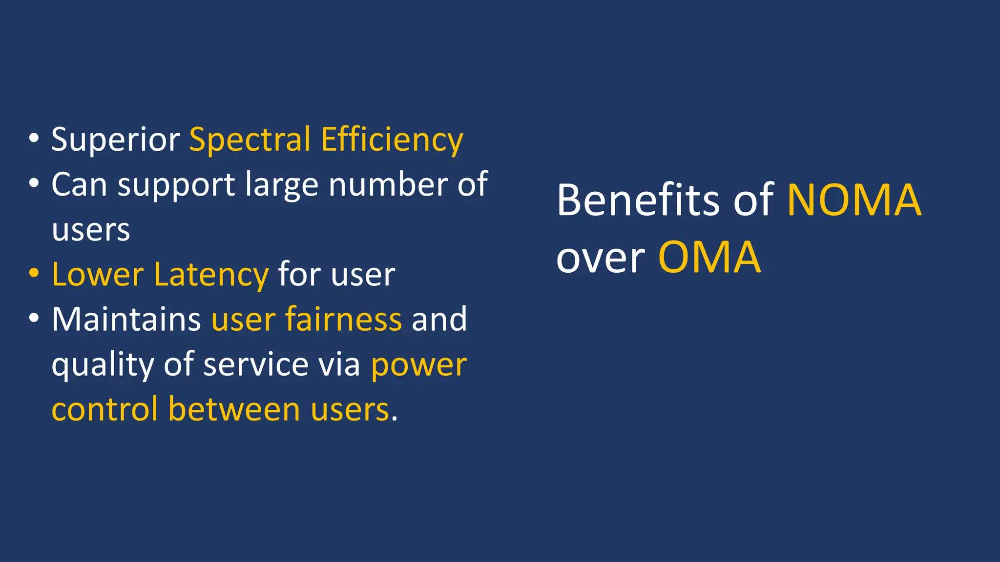 • Superior Spectral Efficiency
• Can support large number of
users
• Lower Latency for user
• Maintains user fairness and
quality of service via power
control between users.
Benefits of NOMA
over OMA